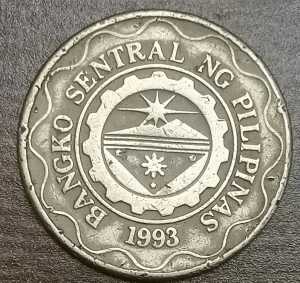 BANGKO SENTRAL NG PILIPINAS
1993